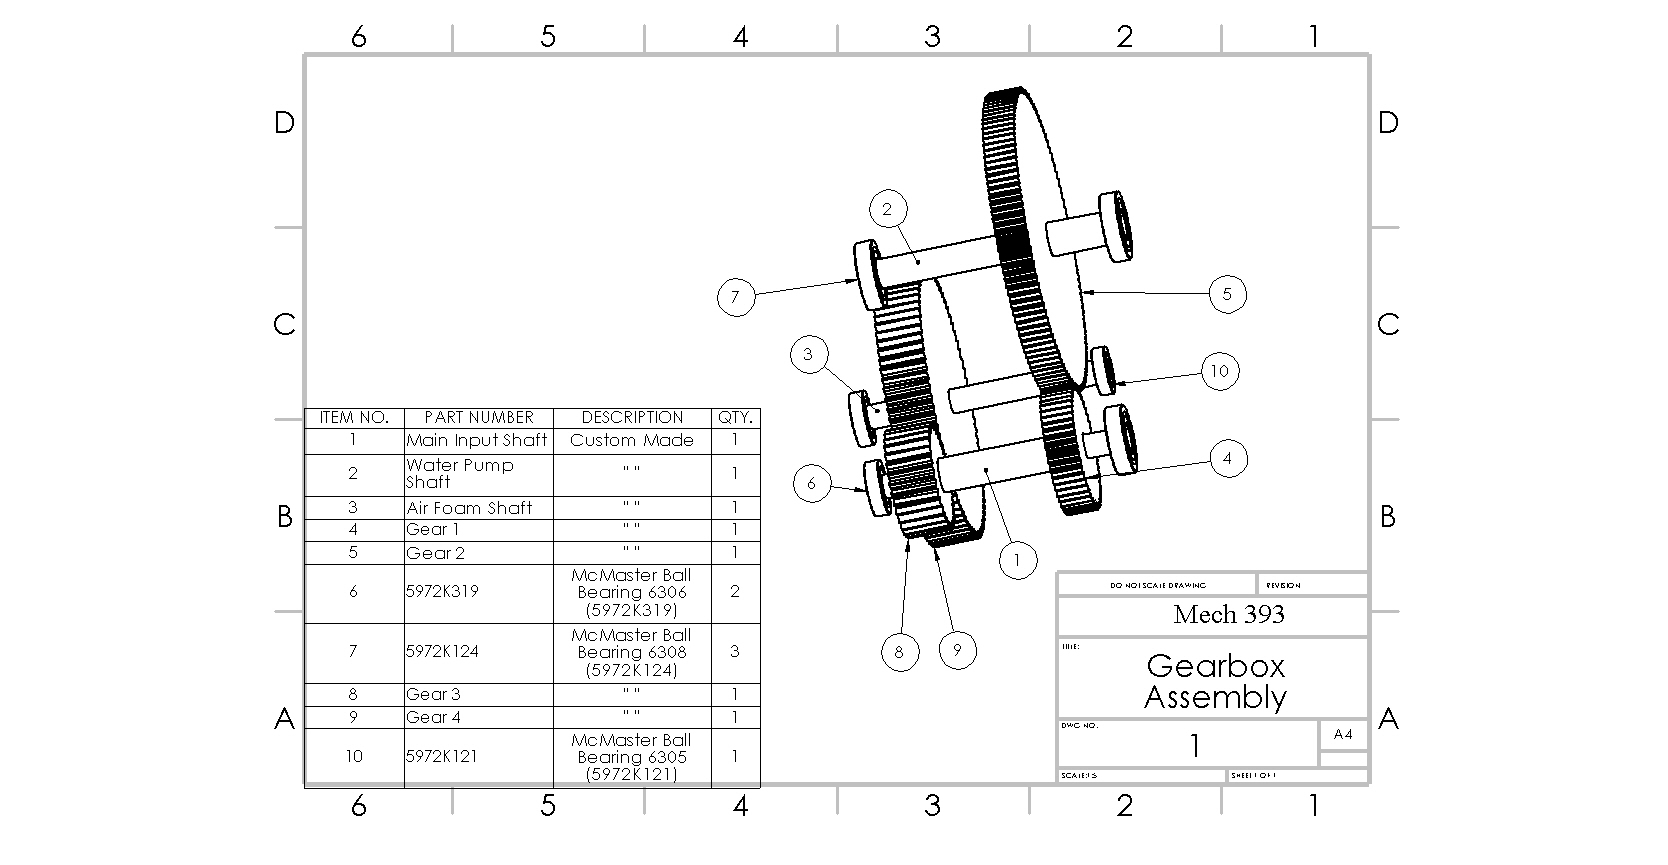 6 5 4 3 2 1
D D
C C
B B
A A
2
7
5
3
10
4
6
1
8
9
ITEM NO. PART NUMBER DESCRIPTION QTY.
1 Main Input Shaft Custom Made 1
2 Water Pump Shaft " " 1
3 Air Foam Shaft " " 1
4 Gear 1 " " 1
5 Gear 2 " " 1
6 5972K319 McMaster Ball Bearing 6306 (5972K319) 2
7 5972K124 McMaster Ball Bearing 6308 (5972K124) 3
8 Gear 3 " " 1
9 Gear 4 " " 1
10 5972K121 McMaster Ball Bearing 6305 (5972K121) 1
DO NOT SCALE DRAWING REVISION
Mech 393
TITLE:
Gearbox
Assembly
DWG NO.
1
A4
SCALE:1:5 SHEET 1 OF 1
6 5 4 3 2 1